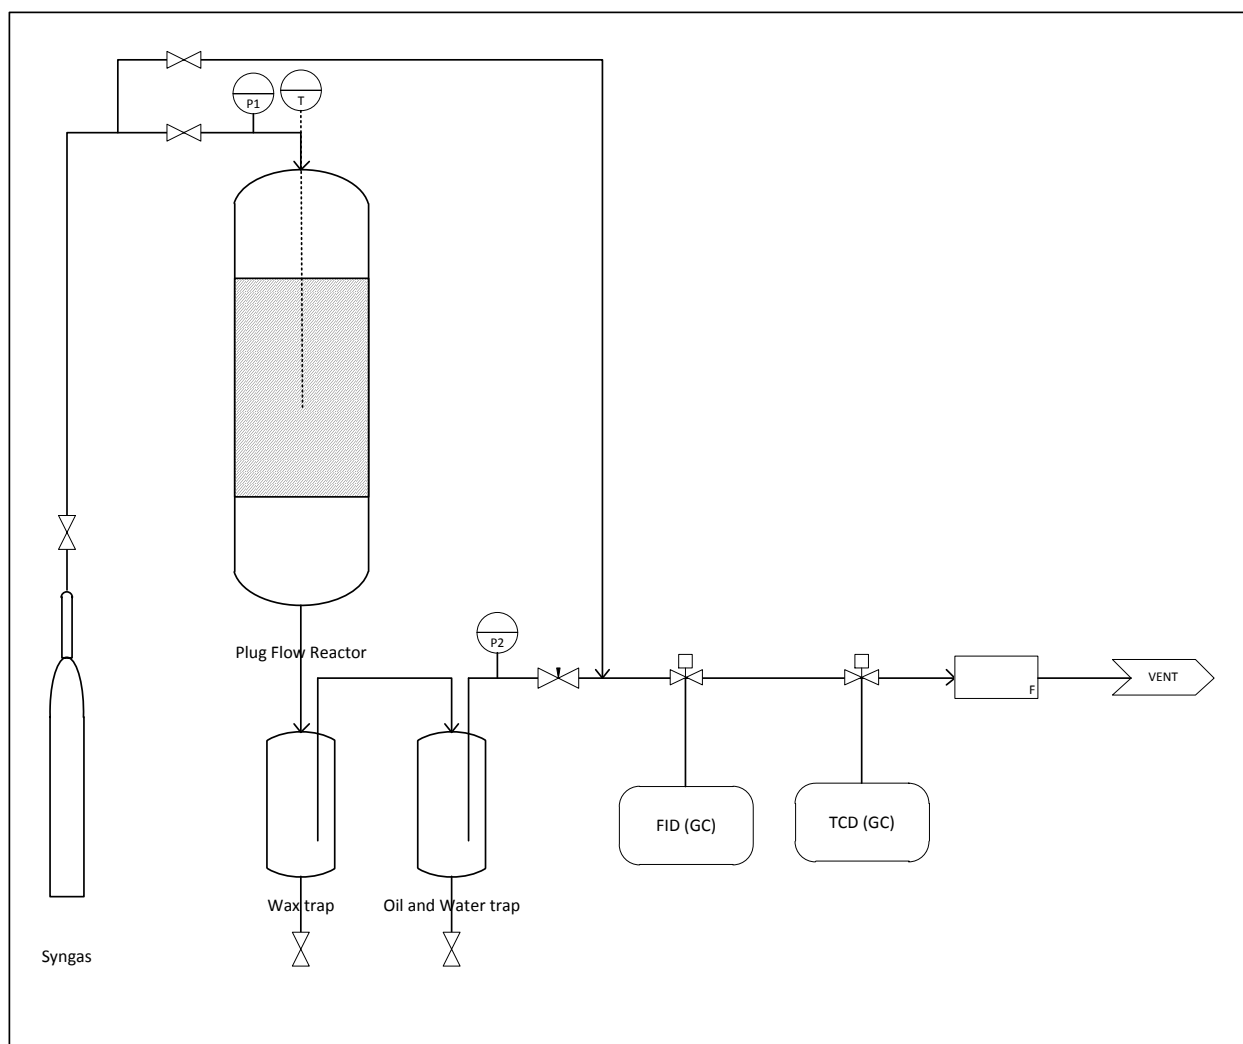 P1
T
Plug Flow Reactor
P2
VENT
F
FID (GC)
TCD (GC)
Wax trap
Oil and Water trap
Syngas